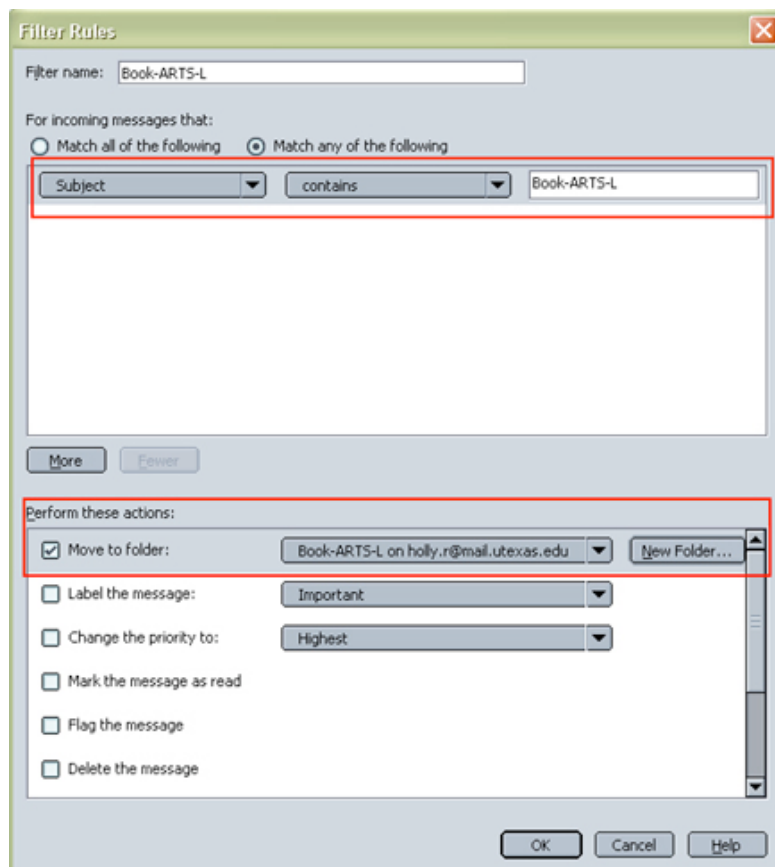 Filter Rules
Filter name: Book-ARTS-L
For incoming messages that:
Match all of the following Match any of the following
Subject contains Book-ARTS-L
More Fewer
Perform these actions:
Move to folder: Book-ARTS-L on holly.r@mail.utexas.edu New Folder...
Label the message: Important
Change the priority to: Highest
Mark the message as read
Flag the message
Delete the message
OK Cancel Help